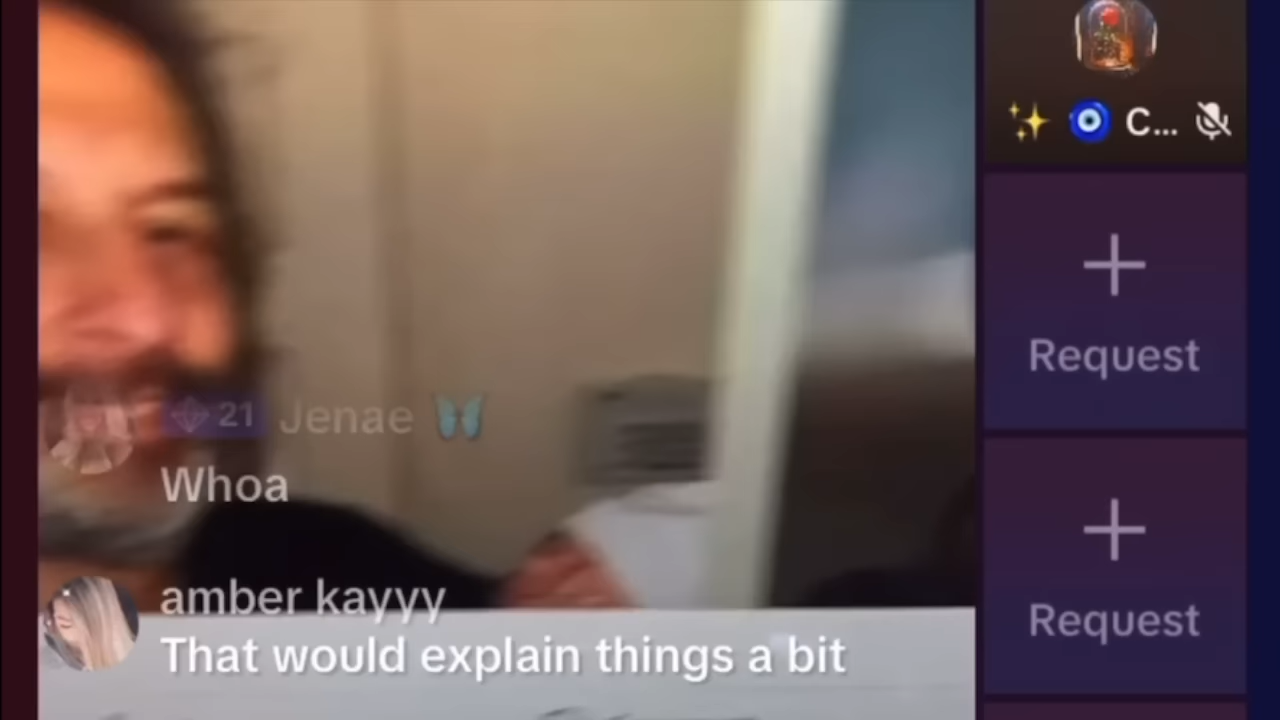 ✨ 🧿 C...
Request
21 Jenae 🦋
Whoa
Request
amber kayyy
That would explain things a bit